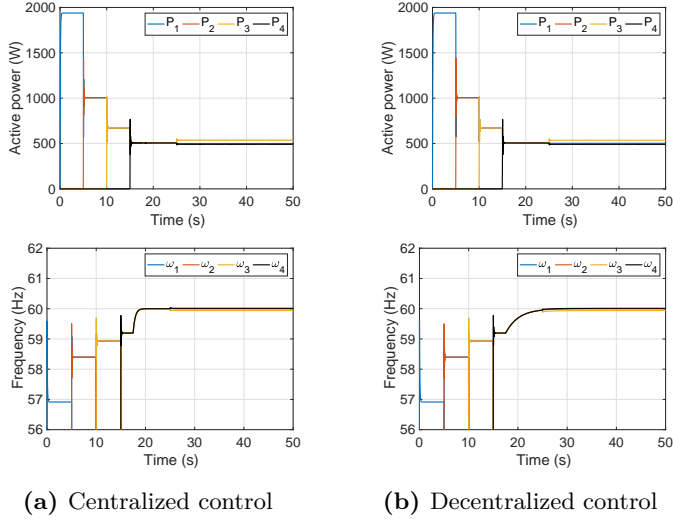 2000
1500
1000
500
0
Active power (W)
P1 P2 P3 P4
0 10 20 30 40 50
Time (s)
2000
1500
1000
500
0
Active power (W)
P1 P2 P3 P4
0 10 20 30 40 50
Time (s)
62
61
60
59
58
57
56
Frequency (Hz)
ω1 ω2 ω3 ω4
0 10 20 30 40 50
Time (s)
62
61
60
59
58
57
56
Frequency (Hz)
ω1 ω2 ω3 ω4
0 10 20 30 40 50
Time (s)
(a) Centralized control
(b) Decentralized control